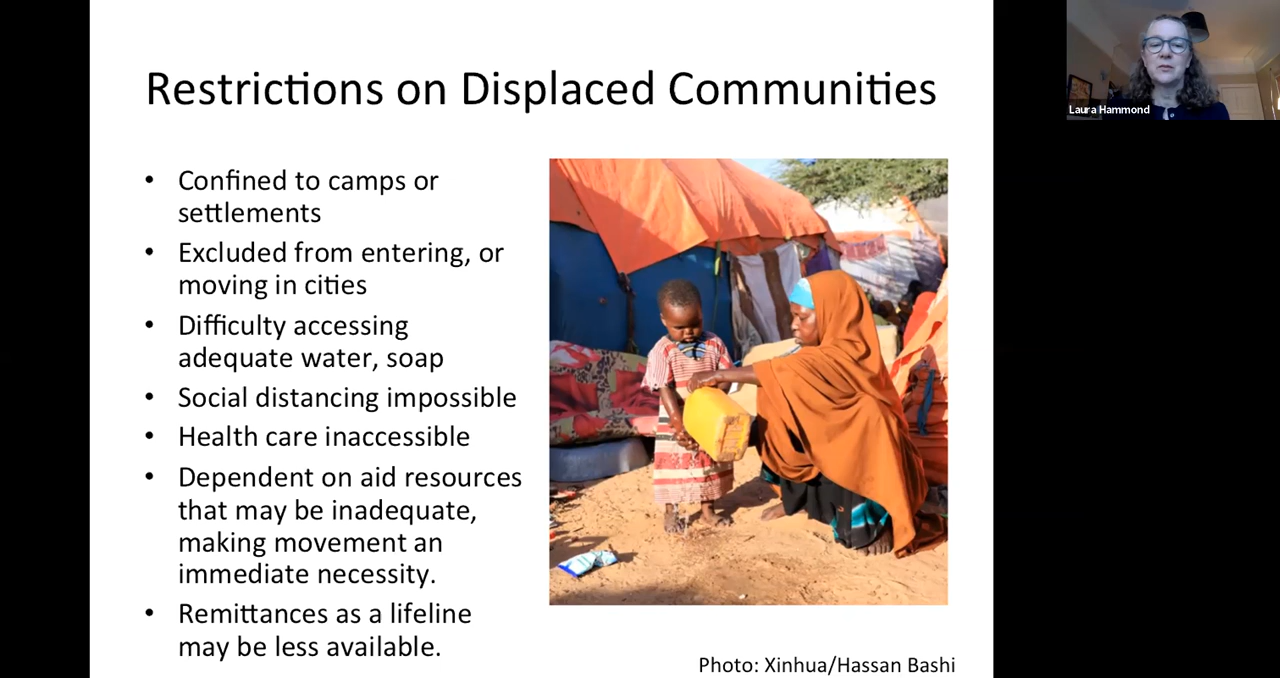 Restrictions on Displaced Communities
• Confined to camps or
settlements
• Excluded from entering, or
moving in cities
• Difficulty accessing
adequate water, soap
• Social distancing impossible
• Health care inaccessible
• Dependent on aid resources
that may be inadequate,
making movement an
immediate necessity.
• Remittances as a lifeline
may be less available.
Photo: Xinhua/Hassan Bashi
Laura Hammond